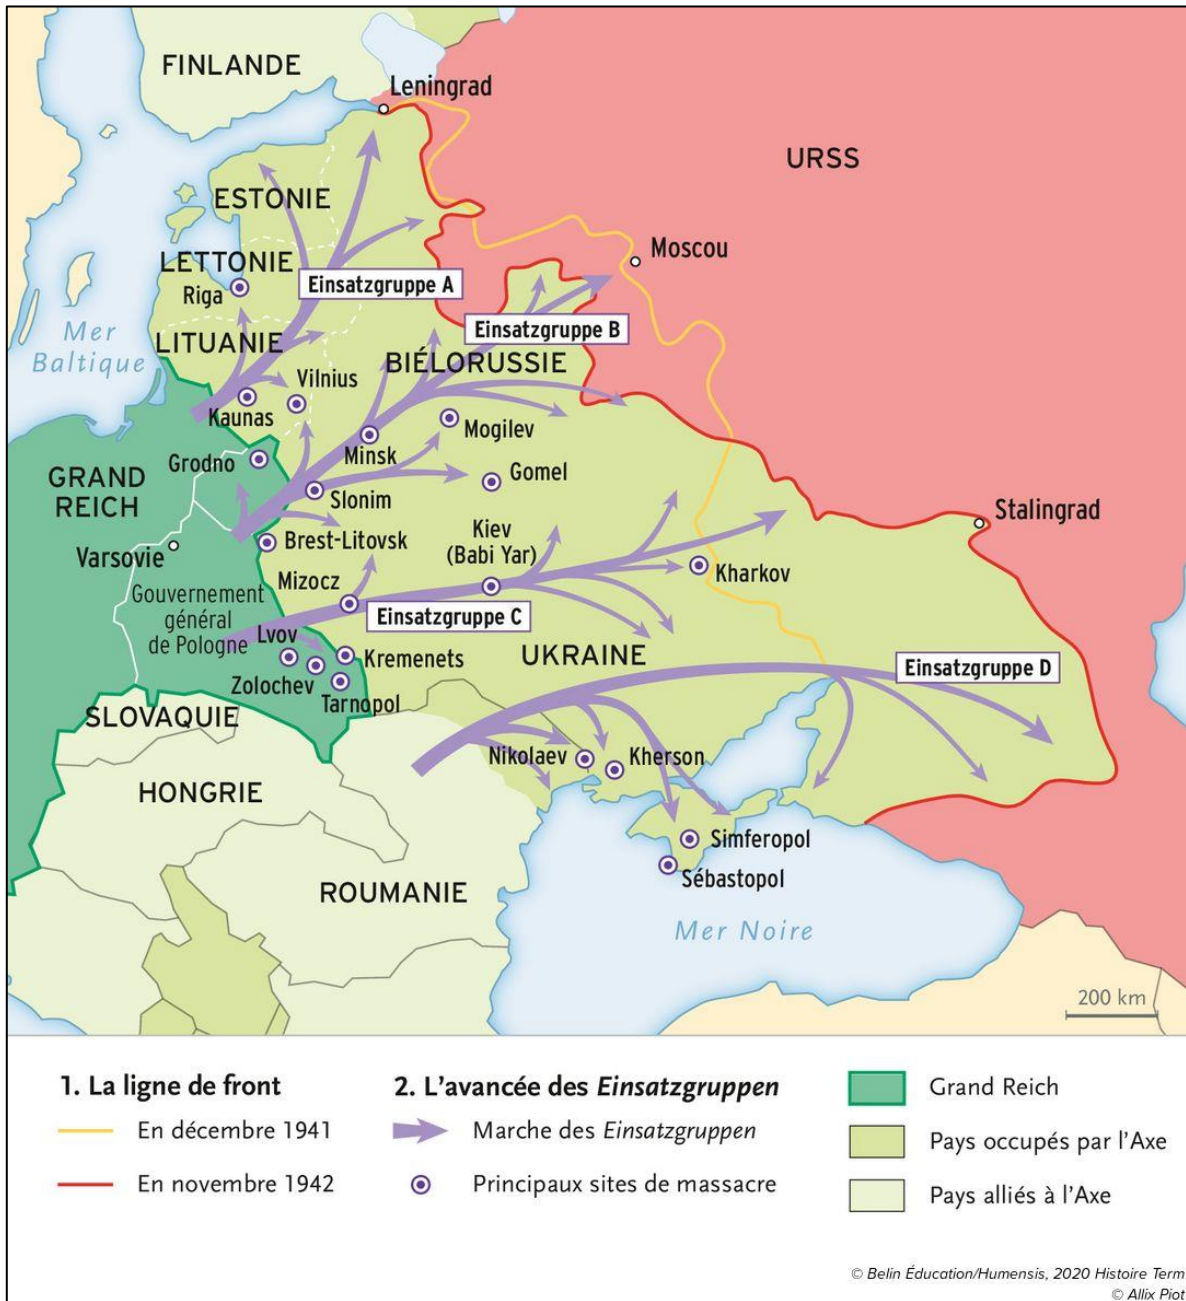 FINLANDE
Leningrad
URSS
ESTONIE
Moscou
LETTONIE
Riga
Einsatzgruppe A
Mer
Baltique
Einsatzgruppe B
LITUANIE
BIÉLORUSSIE
Vilnius
Kaunas
Mogilev
Minsk
Grodno
GRAND
REICH
Gomel
Slonim
Stalingrad
Kiev
(Babi Yar)
Brest-Litovsk
Varsovie
Kharkov
Mizocz
Gouvernement
général
de Pologne
Einsatzgruppe C
Lvov
Kremenets
UKRAINE
Einsatzgruppe D
Zolochev
Tarnopol
SLOVAQUIE
Nikolaev
Kherson
HONGRIE
Simferopol
Sébastopol
ROUMANIE
Mer Noire
200 km
1. La ligne de front
En décembre 1941
En novembre 1942
2. L'avancée des Einsatzgruppen
Marche des Einsatzgruppen
Principaux sites de massacre
Grand Reich
Pays occupés par l'Axe
Pays alliés à l'Axe
© Belin Éducation/Humensis, 2020 Histoire Term
© Allix Piot